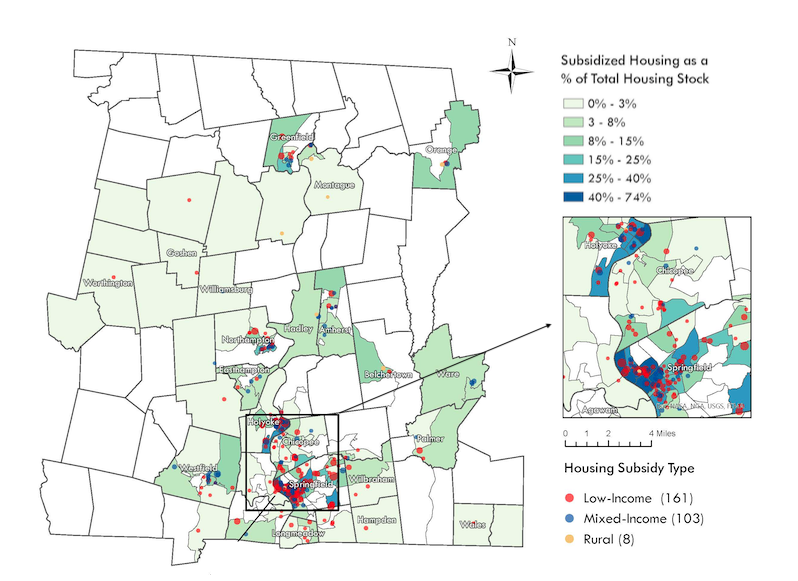 N
Subsidized Housing as a
% of Total Housing Stock
0% - 3%
3 - 8%
8% - 15%
15% - 25%
25% - 40%
40% - 74%
Greenfield
Orange
Montague
Goshen
Worthington
Williamsburg
Hadley
Amherst
Northampton
Easthampton
Belchertown
Ware
Holyoke
Chicopee
Palmer
Westfield
Springfield
Wilbraham
Hampden
Longmeadow
Wales
Holyoke
Chicopee
Springfield
Agawam
NGA, USGS,
0 1 2 4 Miles
Housing Subsidy Type
Low-Income (161)
Mixed-Income (103)
Rural (8)